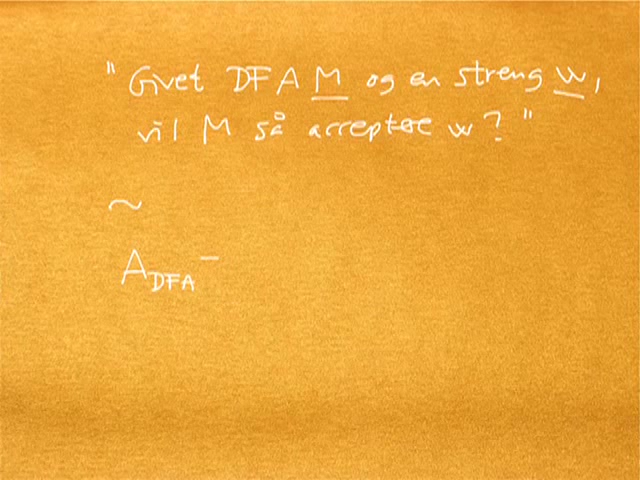 "Givet DFA M og en streng w,
vil M så acceptere w?"
~
A_DFA -